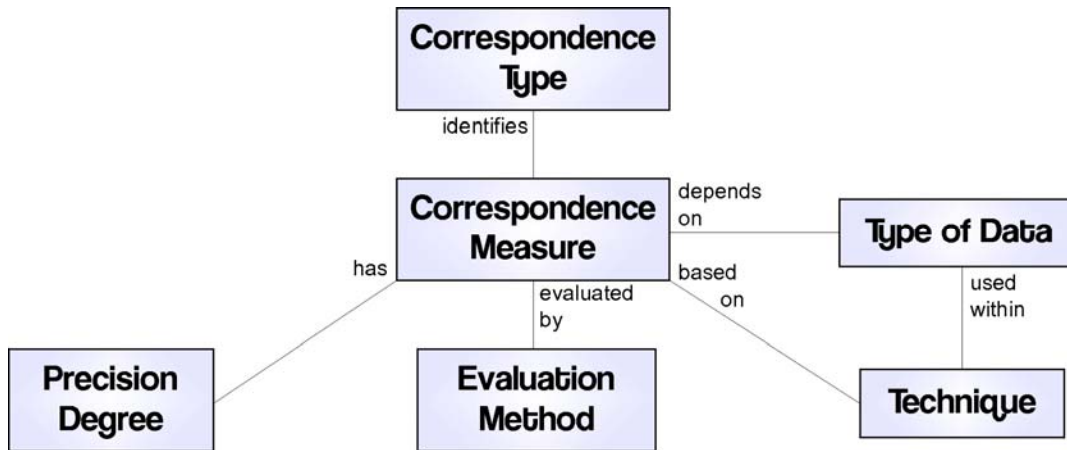 Correspondence
Type
identifies
Correspondence
Measure
depends
on
Type of Data
has
based
on
evaluated
by
used
within
Precision
Degree
Evaluation
Method
Technique